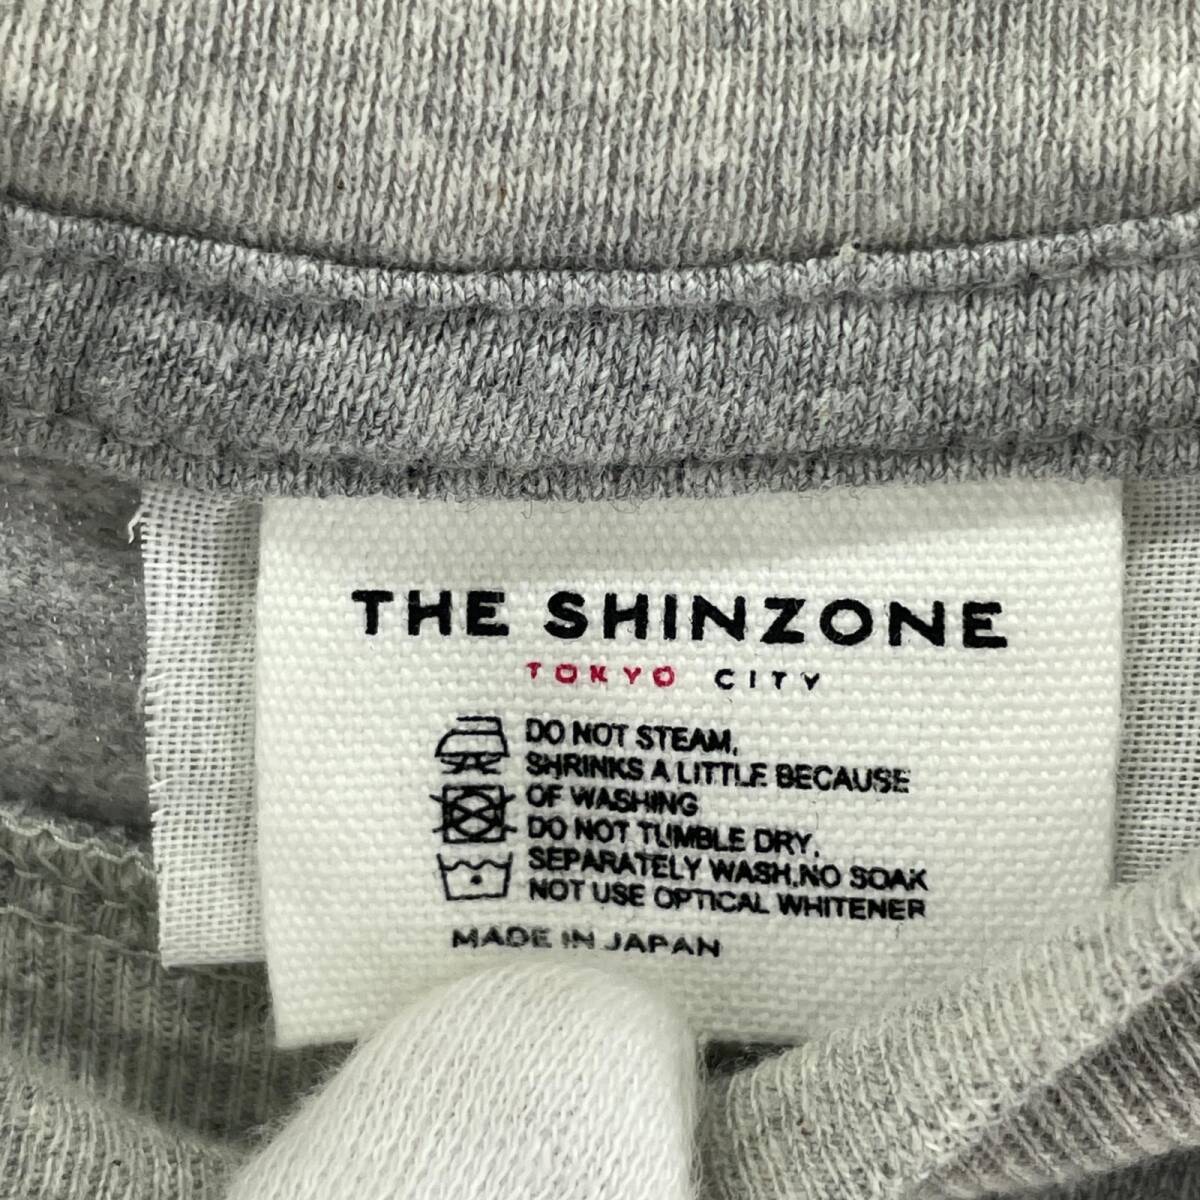 THE SHINZONE
TOKYO CITY
DO NOT STEAM,
SHRINKS A LITTLE BECAUSE
OF WASHING
DO NOT TUMBLE DRY,
SEPARATELY WASH,NO SOAK
NOT USE OPTICAL WHITENER
MADE IN JAPAN